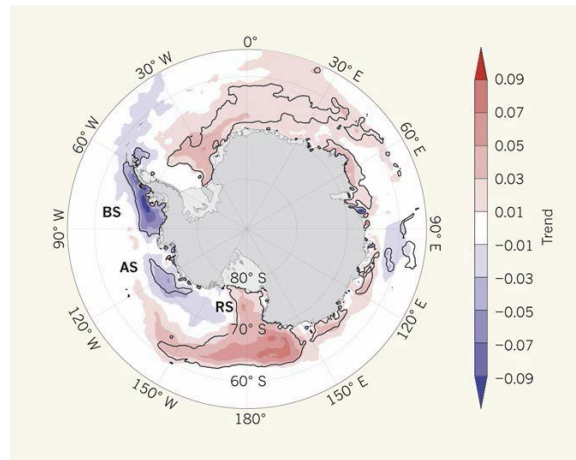 0°
30° W
30° E
60° W
60° E
BS
90° W
90° E
AS
80° S
RS
70° S
120° W
120° E
60° S
150° W
150° E
180°
0.09
0.07
0.05
0.03
0.01
−0.01
−0.03
−0.05
−0.07
−0.09
Trend